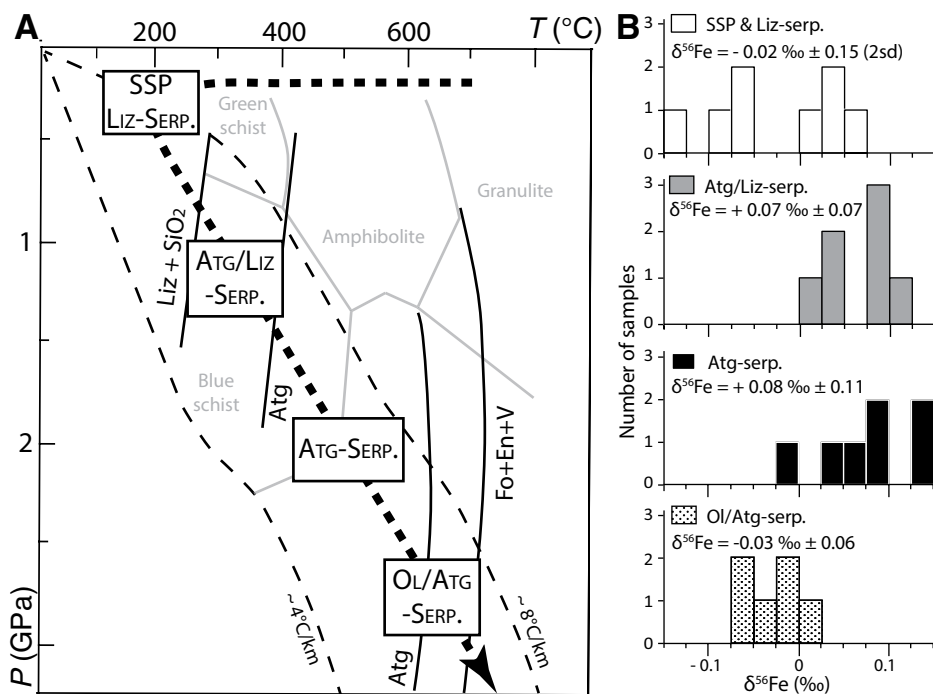 A
200
400
600
T (°C)
SSP
LIZ-SERP.
Green
schist
Granulite
Amphibolite
1
Liz + SiO2
ATG/LIZ
-SERP.
Blue
schist
Atg
2
ATG-SERP.
Fo+En+V
OL/ATG
-SERP.
~ 4°C/km
~ 8°C/km
Atg
P (GPa)
B
Number of samples
3
2
1
0
SSP & Liz-serp.
δ56Fe = - 0.02 ‰ ± 0.15 (2sd)
3
2
1
0
Atg/Liz-serp.
δ56Fe = + 0.07 ‰ ± 0.07
3
2
1
0
Atg-serp.
δ56Fe = + 0.08 ‰ ± 0.11
2
1
0
Ol/Atg-serp.
δ56Fe = -0.03 ‰ ± 0.06
- 0.1
0
0.1
δ56Fe (‰)